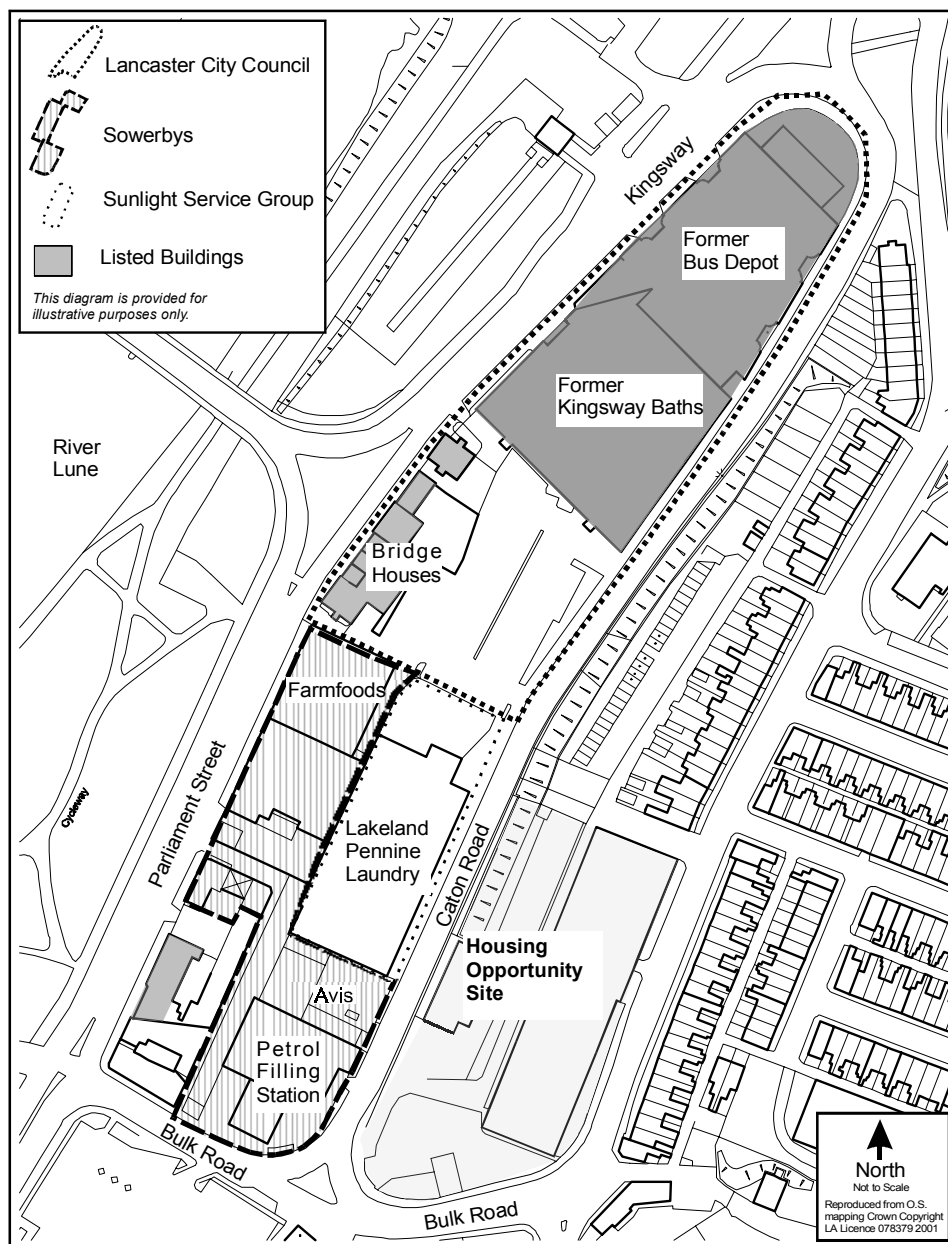 Lancaster City Council
Sowerbys
Sunlight Service Group
Listed Buildings
This diagram is provided for
illustrative purposes only.
Kingsway
Former
Bus Depot
Former
Kingsway Baths
River
Lune
Bridge
Houses
Farmfoods
Parliament Street
Cycleway
Lakeland
Pennine
Laundry
Caton Road
Housing
Opportunity
Site
Avis
Petrol
Filling
Station
Bulk Road
Bulk Road
North
Not to Scale
Reproduced from O.S.
mapping Crown Copyright
LA Licence 078379 2001